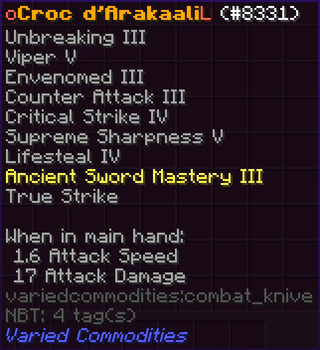 oCroc d'ArakaaliL (#8331)
Unbreaking III
Viper V
Envenomed III
Counter Attack III
Critical Strike IV
Supreme Sharpness V
Lifesteal IV
Ancient Sword Mastery III
True Strike
When in main hand:
1.6 Attack Speed
17 Attack Damage
variedcommodities:combat_knive
NBT: 4 tag(s)
Varied Commodities